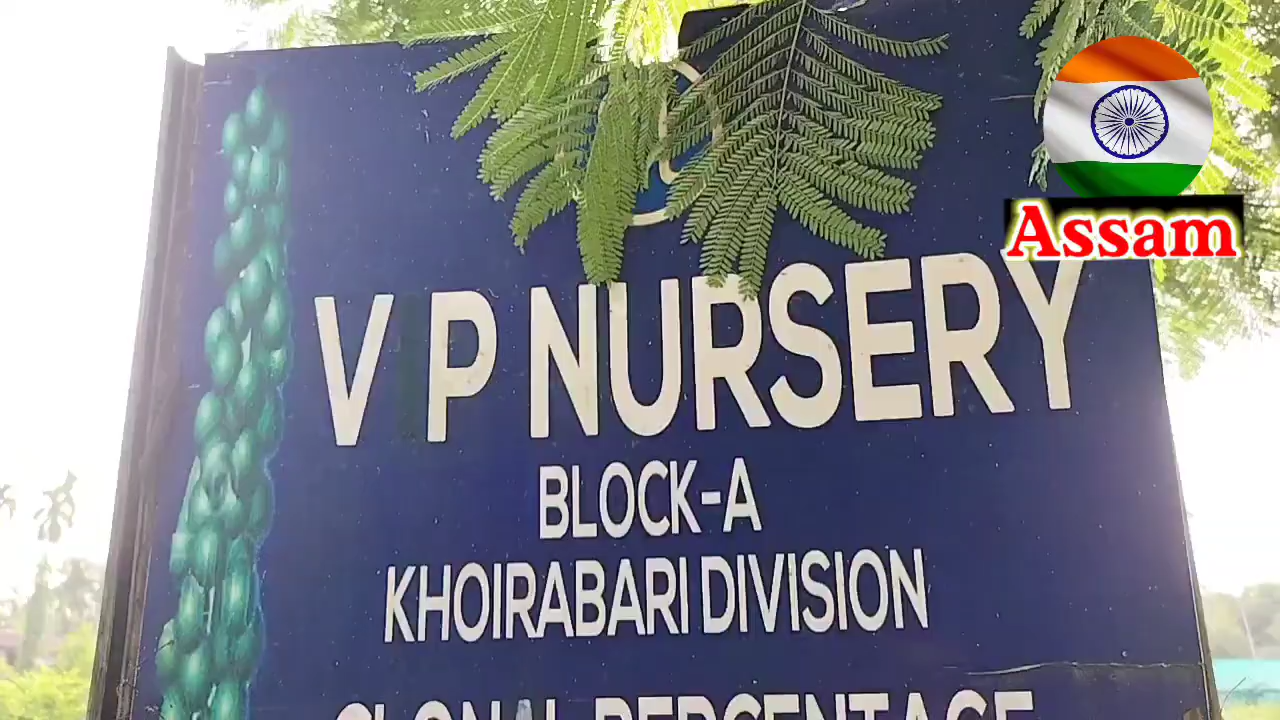 Assam
V P NURSERY
BLOCK-A
KHOIRABARI DIVISION
CLONAL PERCENTAGE